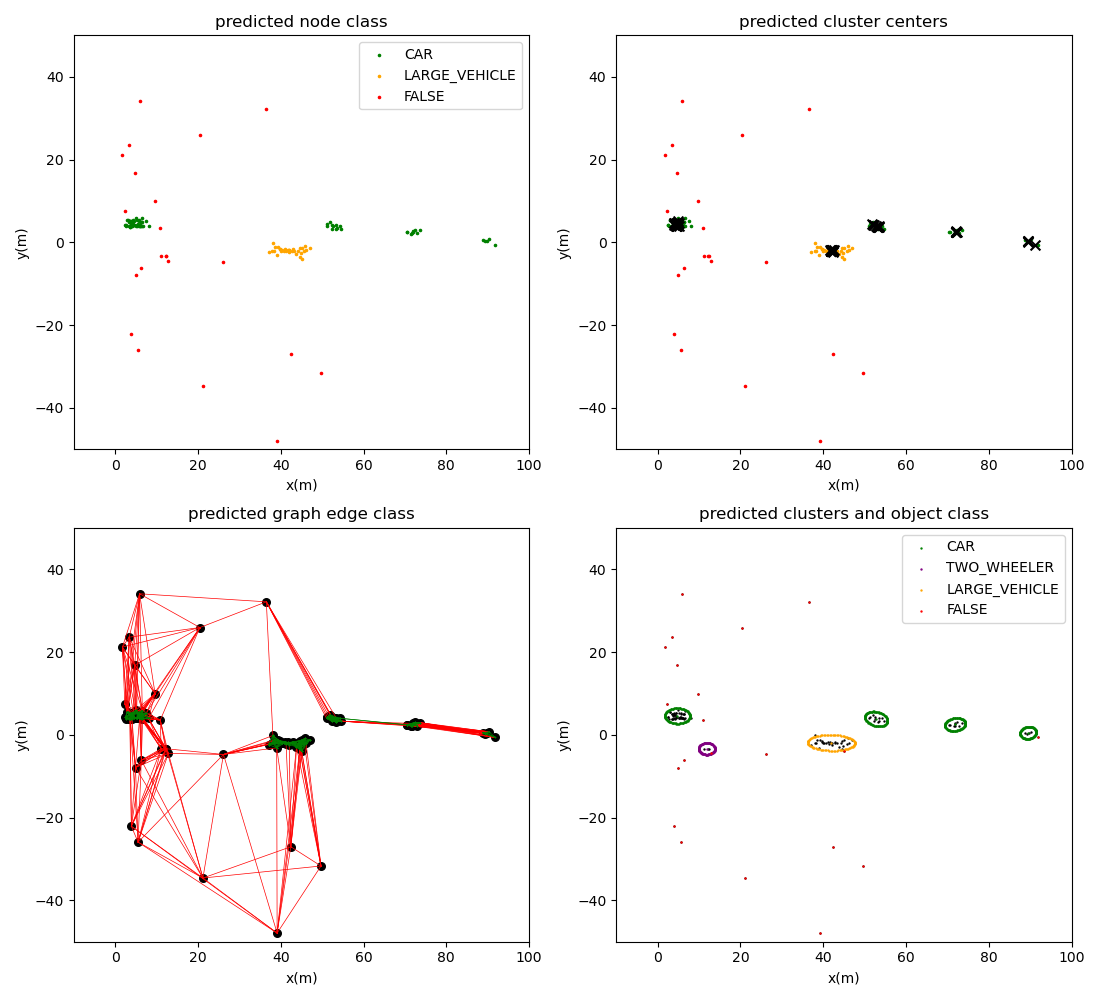 predicted node class
CAR
LARGE_VEHICLE
FALSE
40
20
0
−20
−40
y(m)
0 20 40 60 80 100
x(m)
predicted cluster centers
40
20
0
−20
−40
y(m)
0 20 40 60 80 100
x(m)
predicted graph edge class
40
20
0
−20
−40
y(m)
0 20 40 60 80 100
x(m)
predicted clusters and object class
CAR
TWO_WHEELER
LARGE_VEHICLE
FALSE
40
20
0
−20
−40
y(m)
0 20 40 60 80 100
x(m)